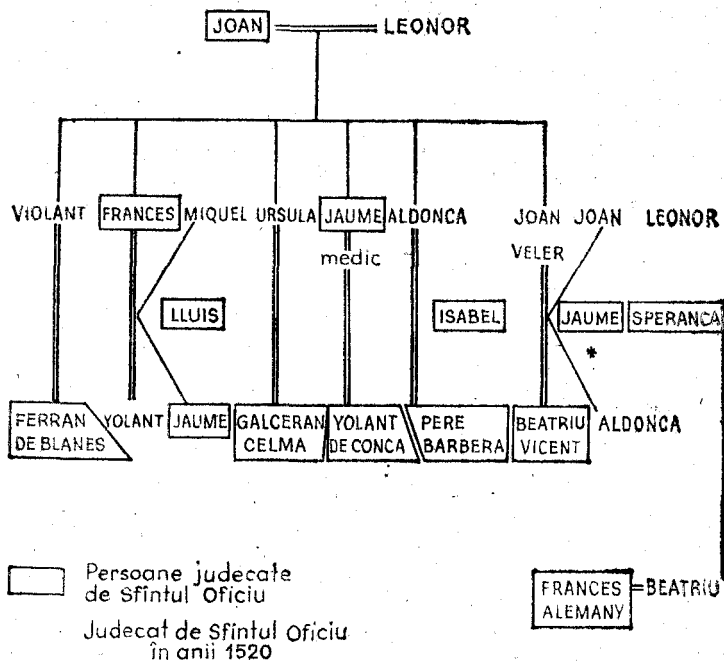 JOAN LEONOR
VIOLANT FRANCES MIQUEL URSULA JAUME ALDONCA JOAN JOAN LEONOR
medic VELER
LLUIS ISABEL JAUME SPERANCA
*
FERRAN YOLANT JAUME GALCERAN YOLANT PERE BEATRIU ALDONCA
DE BLANES CELMA DE CONCA BARBERA VICENT
Persoane judecate
de Sfintul Oficiu
FRANCES = BEATRIU
ALEMANY
Judecat de Sfintul Oficiu
în anii 1520